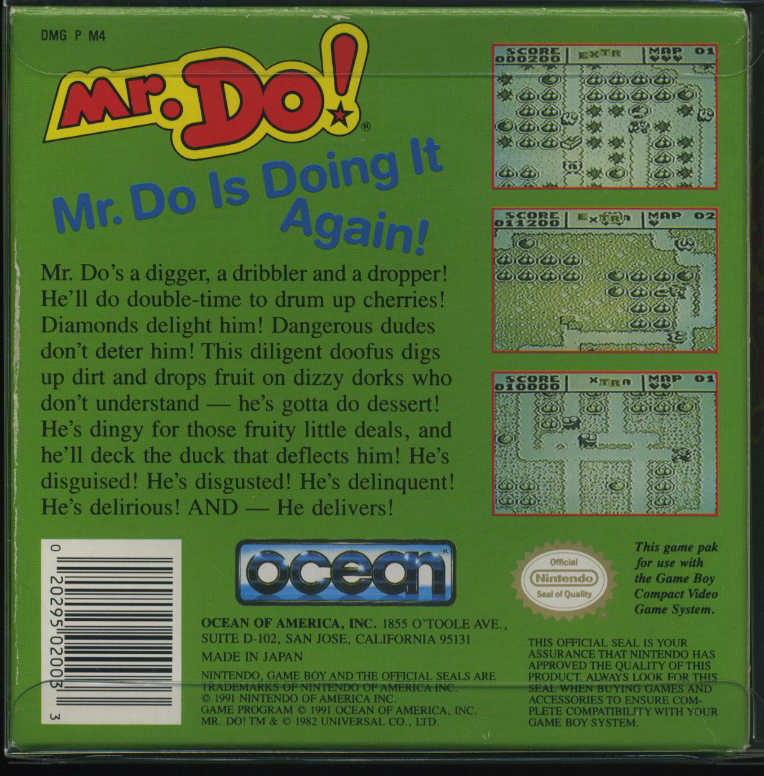 DMG P M4
Mr. Do!®
Mr. Do Is Doing It
Again!
Mr. Do's a digger, a dribbler and a dropper!
He'll do double-time to drum up cherries!
Diamonds delight him! Dangerous dudes
don't deter him! This diligent doofus digs
up dirt and drops fruit on dizzy dorks who
don't understand — he's gotta do dessert!
He's dingy for those fruity little deals, and
he'll deck the duck that deflects him! He's
disguised! He's disgusted! He's delinquent!
He's delirious! AND — He delivers!
SCORE EXTR MAP 01
000200
SCORE EXTRA MAP 02
011200
SCORE XTRA MAP 01
010000
0 20295 02003 3
ocean
OCEAN OF AMERICA, INC. 1855 O'TOOLE AVE.,
SUITE D-102, SAN JOSE, CALIFORNIA 95131
MADE IN JAPAN
NINTENDO, GAME BOY AND THE OFFICIAL SEALS ARE
TRADEMARKS OF NINTENDO OF AMERICA INC.
© 1991 NINTENDO OF AMERICA INC.
GAME PROGRAM © 1991 OCEAN OF AMERICA, INC.
MR. DO! TM & © 1982 UNIVERSAL CO., LTD.
Official
Nintendo
Seal of Quality
This game pak
for use with
the Game Boy
Compact Video
Game System.
THIS OFFICIAL SEAL IS YOUR
ASSURANCE THAT NINTENDO HAS
APPROVED THE QUALITY OF THIS
PRODUCT. ALWAYS LOOK FOR THIS
SEAL WHEN BUYING GAMES AND
ACCESSORIES TO ENSURE COM-
PLETE COMPATIBILITY WITH YOUR
GAME BOY SYSTEM.